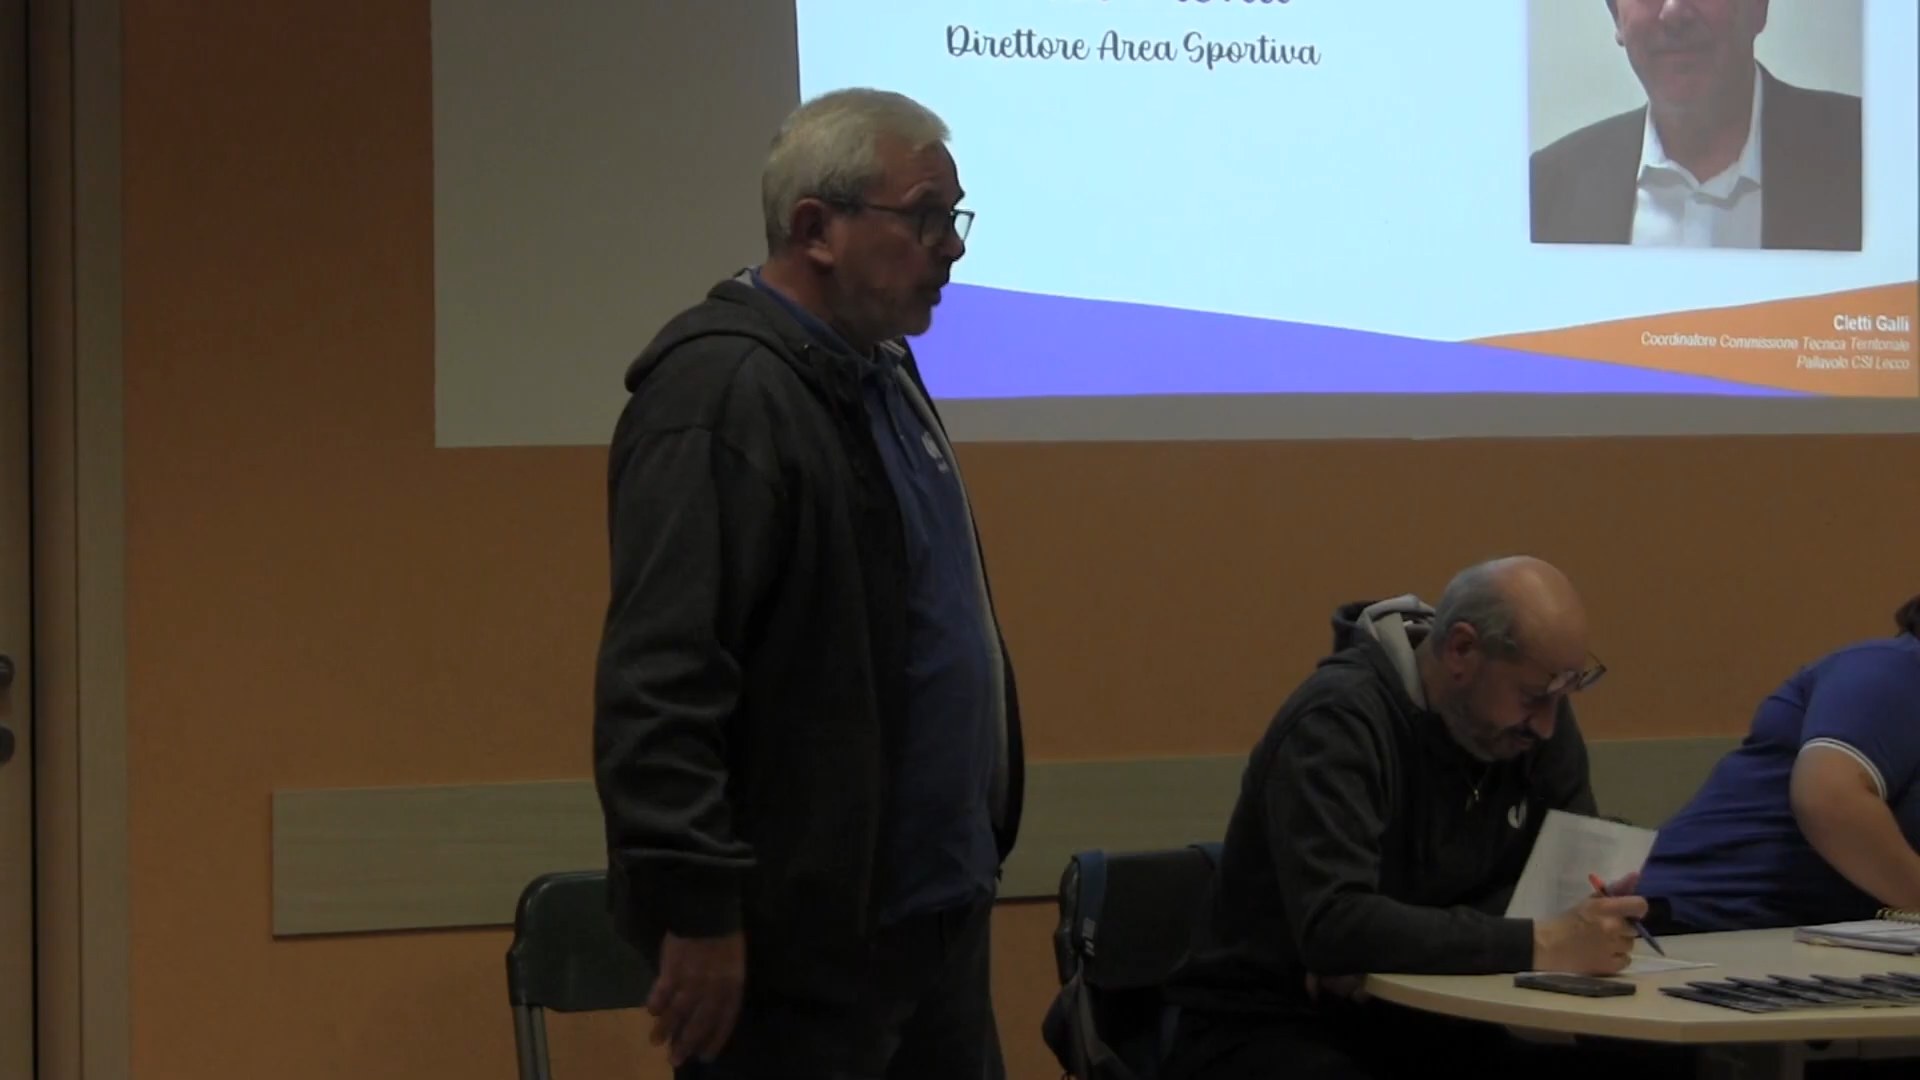 Direttore Area Sportiva
Cletti Galli
Coordinatore Commissione Tecnica Territoriale
Pallavolo CSI Lecco